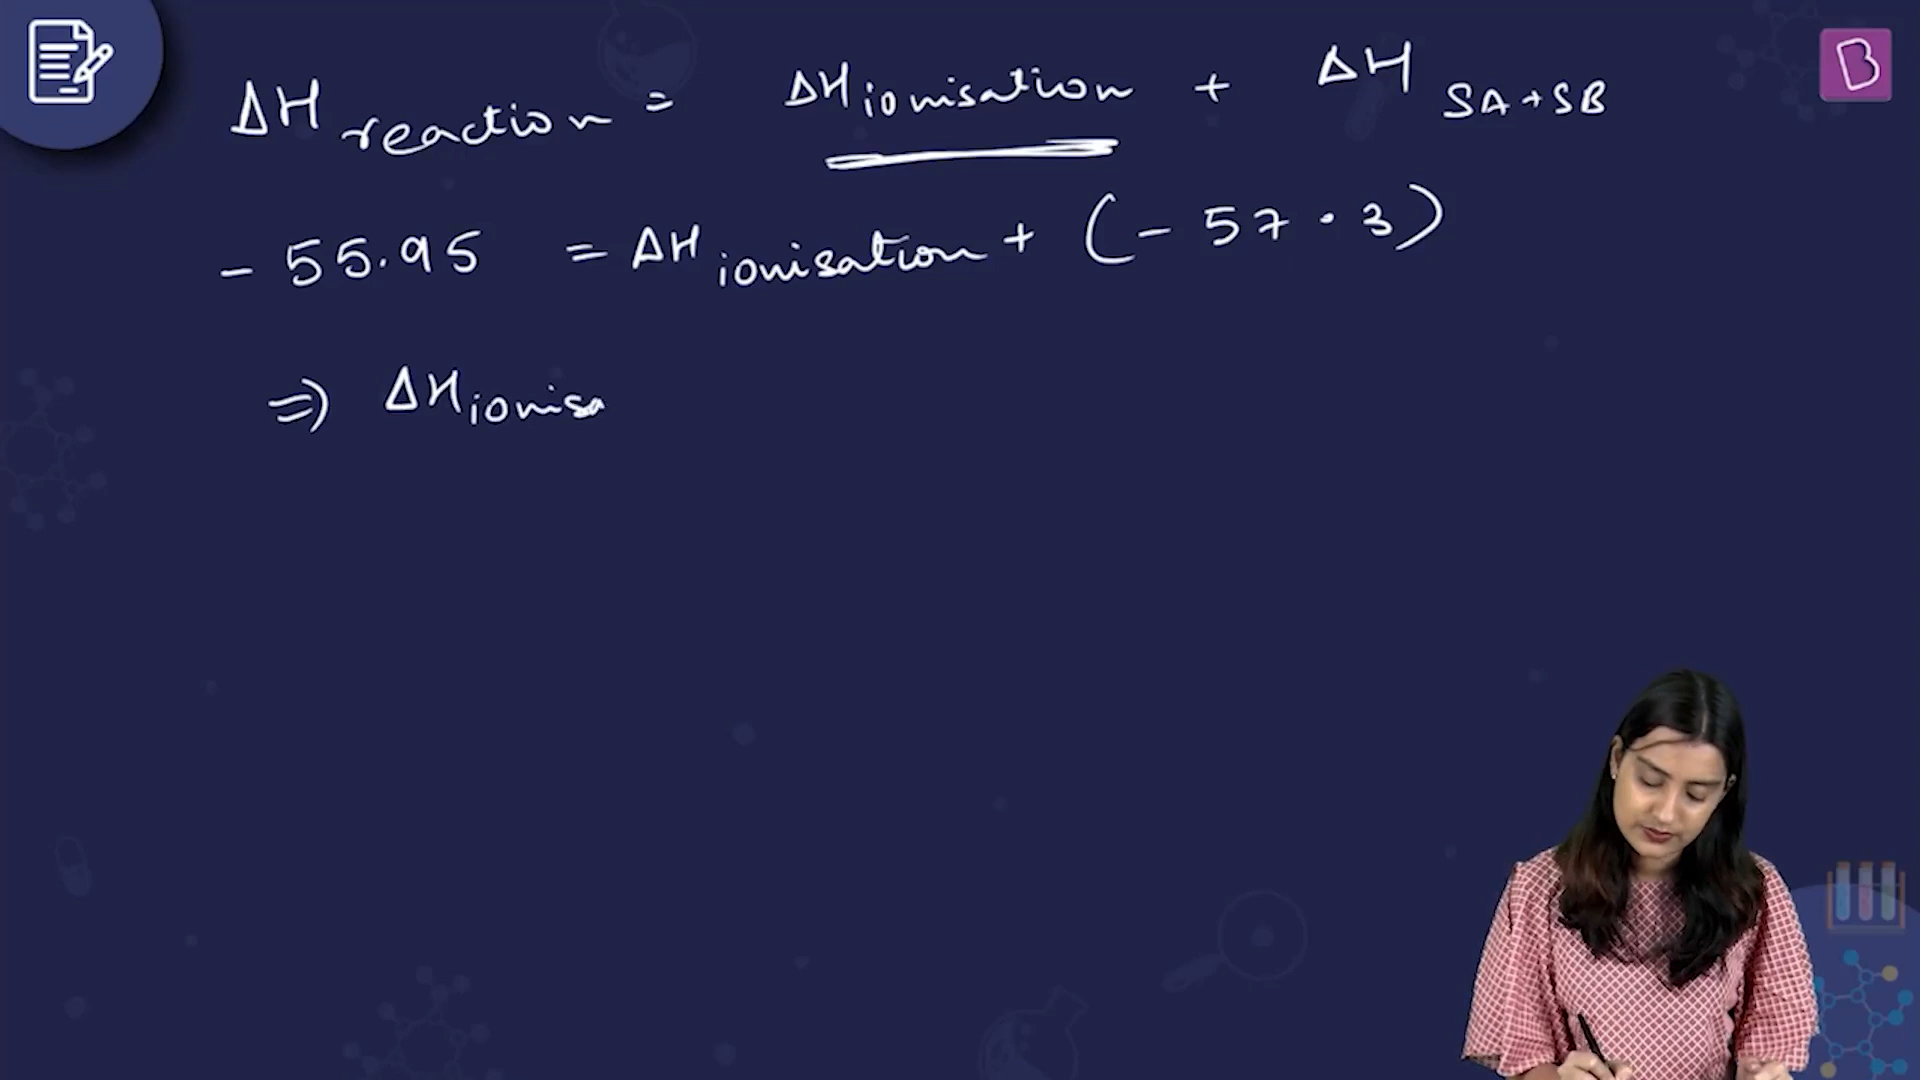 ΔH reaction = ΔH ionisation + ΔH SA+SB
- 55.95 = ΔH ionisation + (- 57.3)
⇒ ΔH ionisa
B